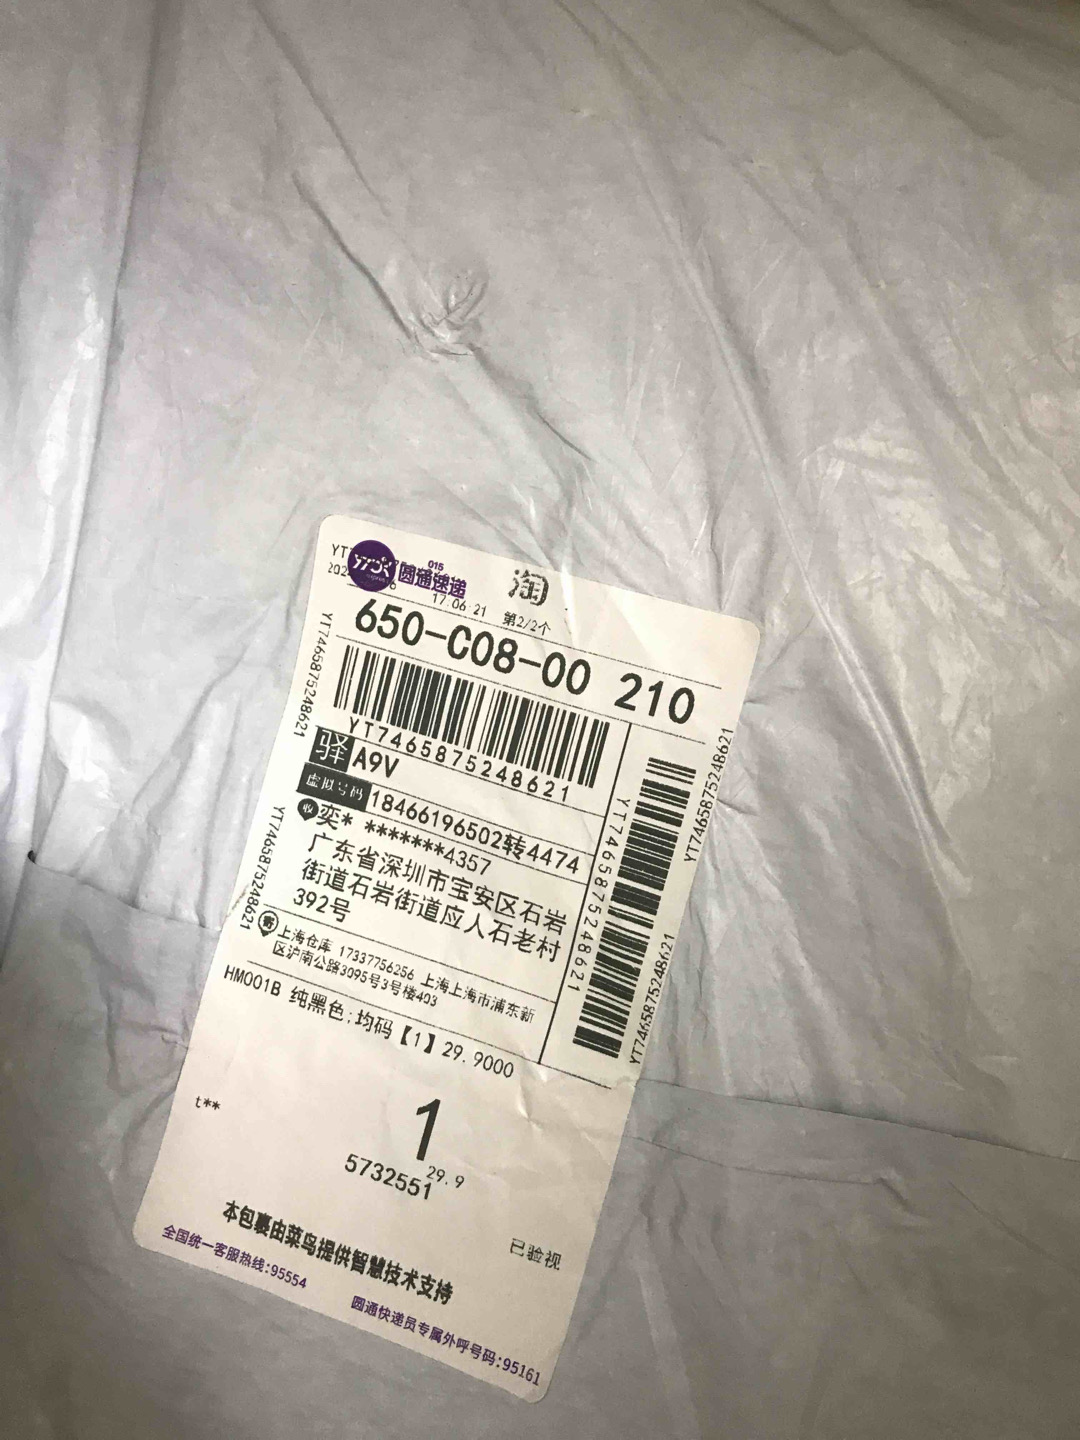 015
圆通速递
淘
17:06:21
第2/2个
650-C08-00 210
YT7465875248621
YT7465875248621
驿 A9V
虚拟号码 18466196502转4474
收 奕* *******4357
广东省深圳市宝安区石岩
街道石岩街道应人石老村
392号
YT7465875248621
YT7465875248621
YT7465875248621
YT7465875248621
寄 上海仓库 17337756256 上海上海市浦东新
区沪南公路3095号3号楼403
HM001B 纯黑色;均码【1】29.9000
t**
1
29.9
5732551
已验视
本包裹由菜鸟提供智慧技术支持
全国统一客服热线:95554
圆通快递员专属外呼号码:95161